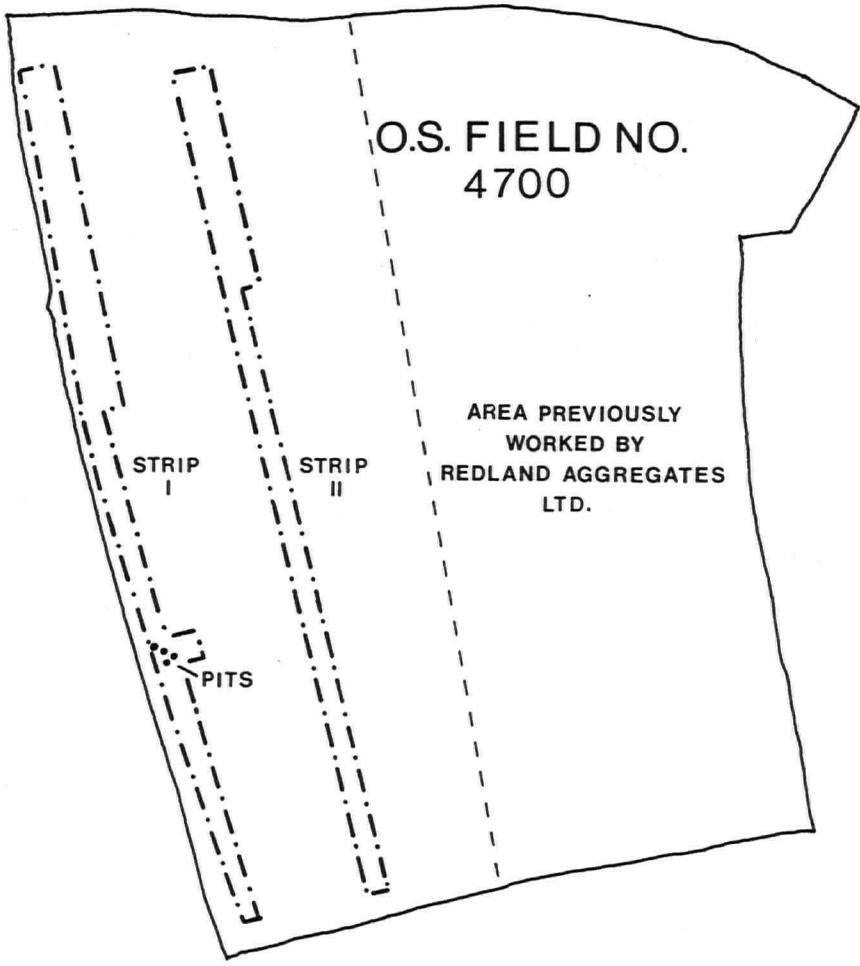 O.S. FIELD NO.
4700
AREA PREVIOUSLY
WORKED BY
REDLAND AGGREGATES
LTD.
STRIP
I
STRIP
II
PITS